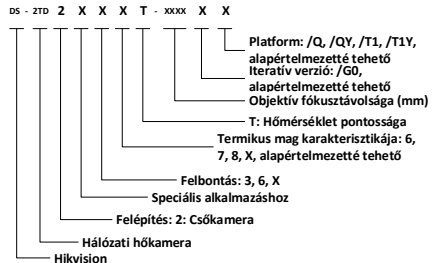 DS - 2TD 2 X X X T - XXXX X X
Platform: /Q, /QY, /T1, /T1Y,
alapértelmezetté tehető
Iteratív verzió: /G0,
alapértelmezetté tehető
Objektív fókusztávolsága (mm)
T: Hőmérséklet pontossága
Termikus mag karakterisztikája: 6,
7, 8, X, alapértelmezetté tehető
Felbontás: 3, 6, X
Speciális alkalmazáshoz
Felépítés: 2: Csőkamera
Hálózati hőkamera
Hikvision